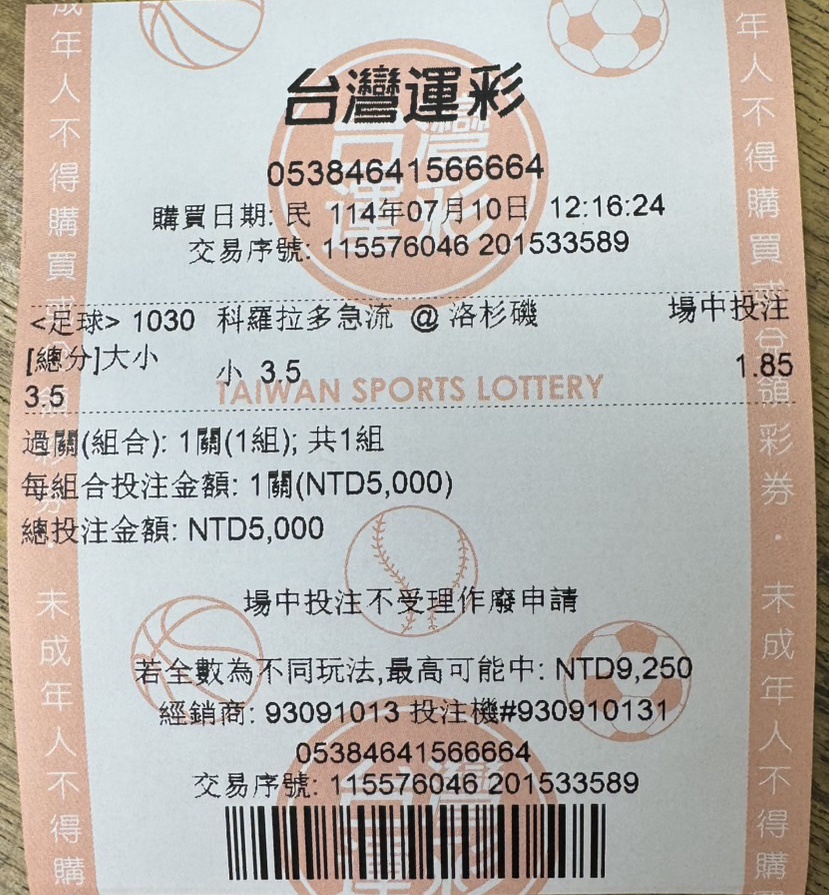 台灣運彩
05384641566664
購買日期: 民 114年07月10日 12:16:24
交易序號: 115576046 201533589
<足球> 1030 科羅拉多急流 @ 洛杉磯 場中投注
[總分]大小 小 3.5 1.85
3.5
TAIWAN SPORTS LOTTERY
過關(組合): 1關(1組); 共1組
每組合投注金額: 1關(NTD5,000)
總投注金額: NTD5,000
場中投注不受理作廢申請
若全數為不同玩法,最高可能中: NTD9,250
經銷商: 93091013 投注機#930910131
05384641566664
交易序號: 115576046 201533589
成年人不得購買或
彩券。未成年人不得購
年人不得購買或合領彩券。未成年人不得購買